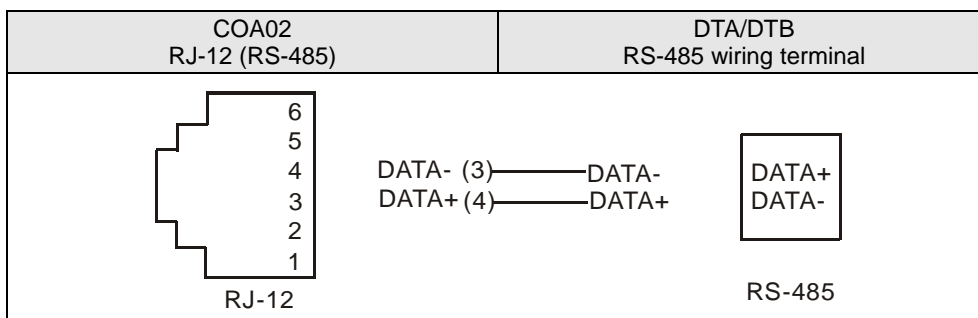 COA02
RJ-12 (RS-485)
DTA/DTB
RS-485 wiring terminal
6
5
4
3
2
1
RJ-12
DATA- (3)
DATA-
DATA+ (4)
DATA+
DATA+
DATA-
RS-485